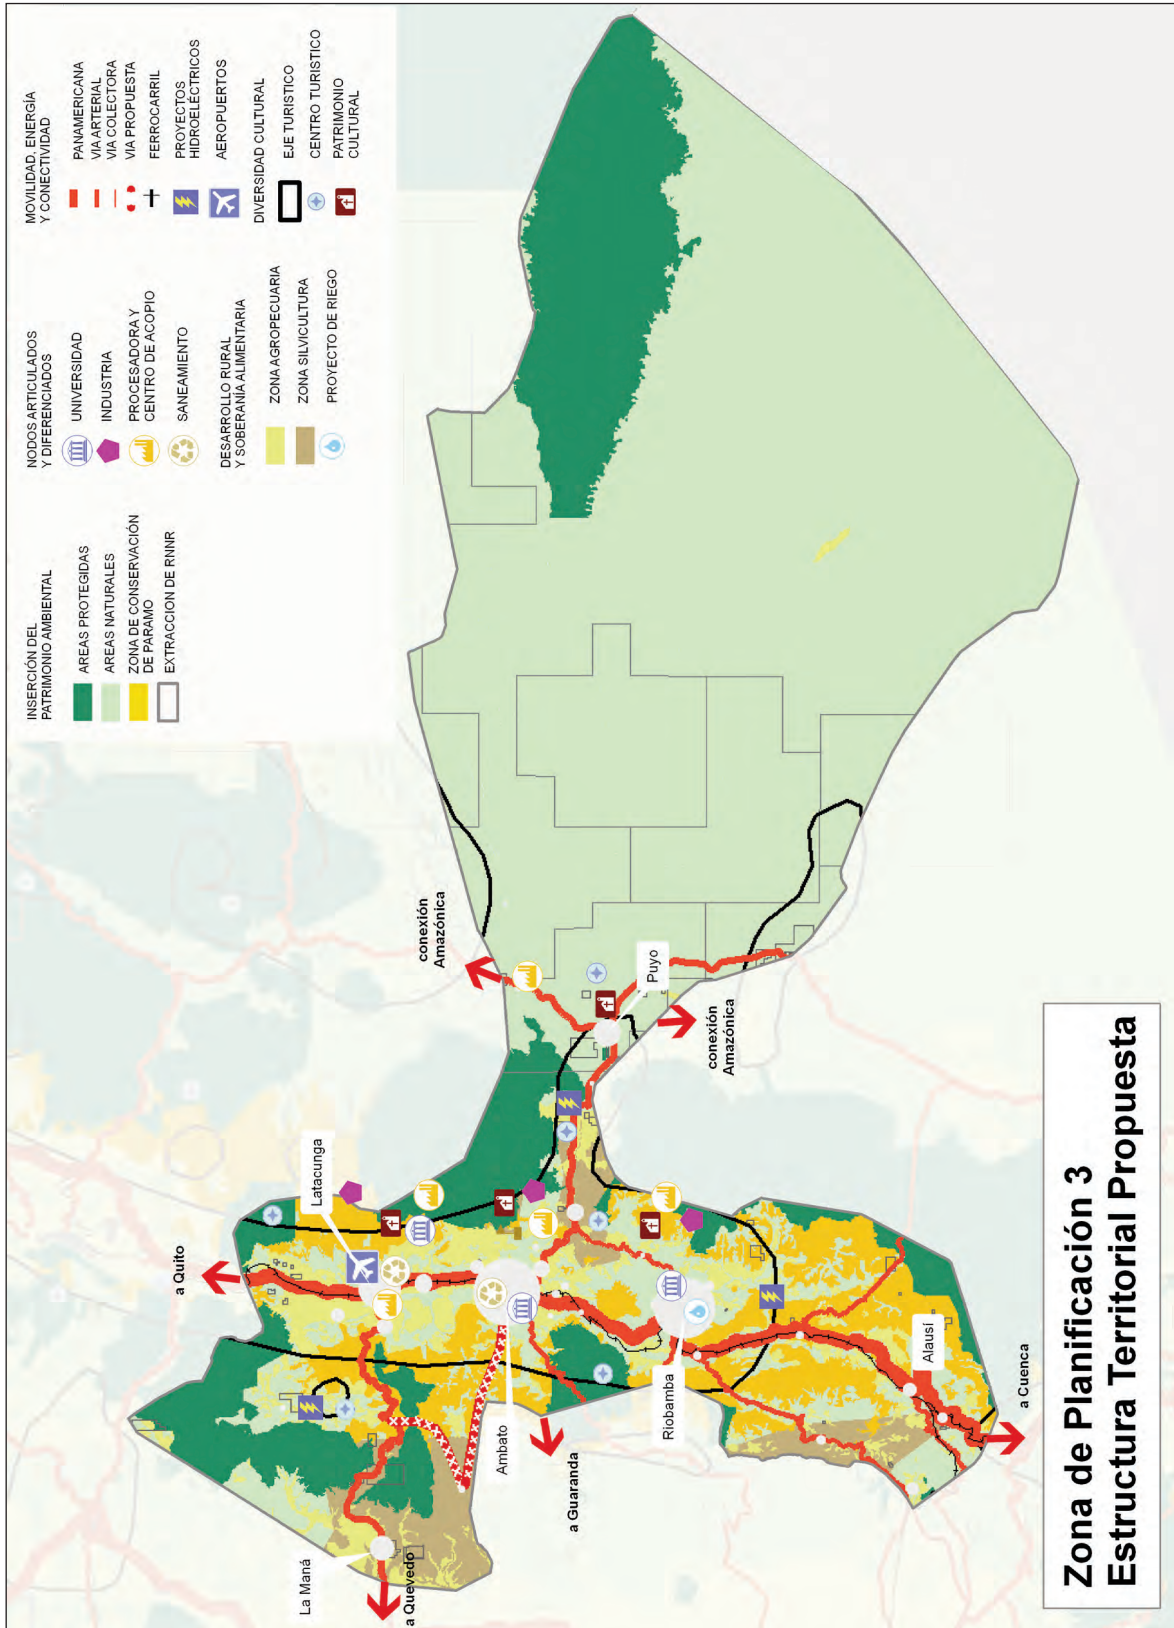 INSERCIÓN DEL
PATRIMONIO AMBIENTAL
AREAS PROTEGIDAS
AREAS NATURALES
ZONA DE CONSERVACIÓN
DE PARAMO
EXTRACCION DE RNNR
NODOS ARTICULADOS
Y DIFERENCIADOS
UNIVERSIDAD
INDUSTRIA
PROCESADORA Y
CENTRO DE ACOPIO
SANEAMIENTO
DESARROLLO RURAL
Y SOBERANÍA ALIMENTARIA
ZONA AGROPECUARIA
ZONA SILVICULTURA
PROYECTO DE RIEGO
MOVILIDAD, ENERGÍA
Y CONECTIVIDAD
PANAMERICANA
VIA ARTERIAL
VIA COLECTORA
VIA PROPUESTA
FERROCARRIL
PROYECTOS
HIDROELÉCTRICOS
AEROPUERTOS
DIVERSIDAD CULTURAL
EJE TURISTICO
CENTRO TURISTICO
PATRIMONIO
CULTURAL
a Quito
Latacunga
conexión
Amazónica
La Maná
a Quevedo
Ambato
a Guaranda
Puyo
conexión
Amazónica
Riobamba
Alausí
a Cuenca
Zona de Planificación 3
Estructura Territorial Propuesta